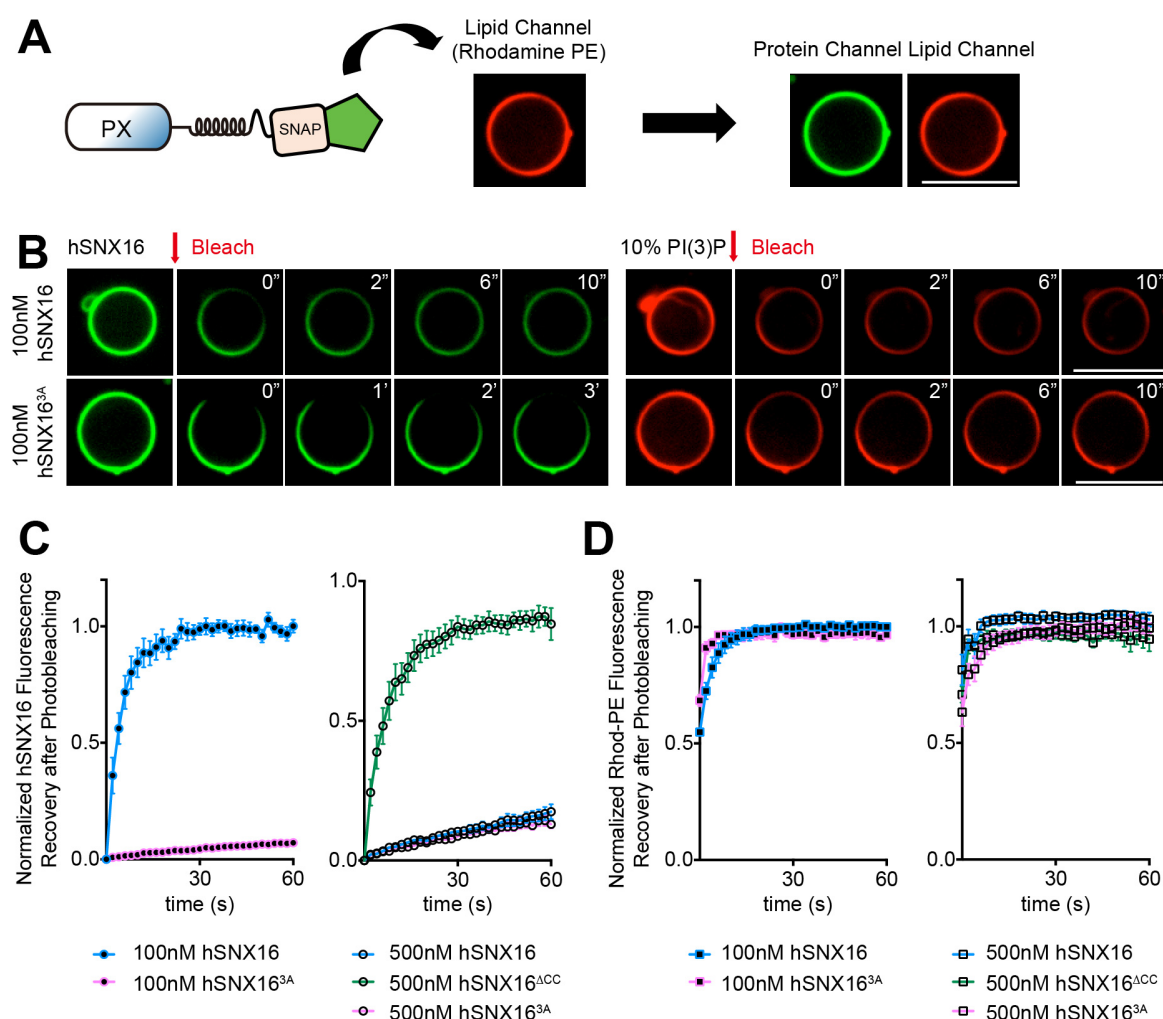 A
Lipid Channel
(Rhodamine PE)
Protein Channel Lipid Channel
PX
SNAP
B
hSNX16
Bleach
10% PI(3)P
Bleach
100nM
hSNX16
0” 2” 6” 10”
0” 2” 6” 10”
100nM
hSNX16³ᴬ
0” 1’ 2’ 3’
0” 2” 6” 10”
C
Normalized hSNX16 Fluorescence
Recovery after Photobleaching
1.0
0.5
0.0
30 60
time (s)
1.0
0.5
0.0
30 60
time (s)
100nM hSNX16
100nM hSNX16³ᴬ
500nM hSNX16
500nM hSNX16ΔCC
500nM hSNX16³ᴬ
D
Normalized Rhod-PE Fluorescence
Recovery after Photobleaching
1.0
0.5
0.0
30 60
time (s)
1.0
0.5
0.0
30 60
time (s)
100nM hSNX16
100nM hSNX16³ᴬ
500nM hSNX16
500nM hSNX16ΔCC
500nM hSNX16³ᴬ